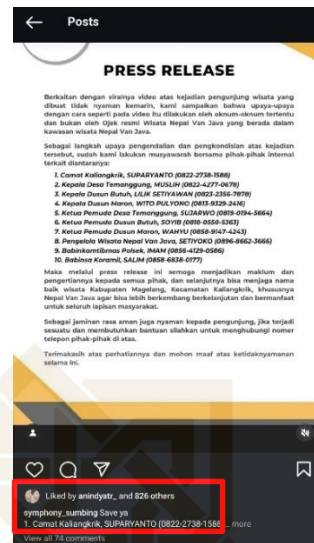 Posts
PRESS RELEASE
Berkaitan dengan viralnya video atas kejadian pengunjung wisata yang
dibuat tidak nyaman kemarin, kami sampaikan bahwa upaya-upaya
dengan cara seperti pada video itu dilakukan oleh oknum-oknum tertentu
dan bukan oleh Ojek resmi Wisata Nepal Van Java yang berada dalam
kawasan wisata Nepal Van Java.
Sebagai langkah upaya pengendalian dan pengkondisian atas kejadian
tersebut, sudah kami lakukan musyawarah bersama pihak-pihak internal
terkait diantaranya:
1. Camat Kaliangkrik, SUPARYANTO (0822-2738-1588)
2. Kepala Desa Temanggung, MUSLIH (0822-4277-0678)
3. Kepala Dusun Butuh, LILIK SETIYAWAN (0823-2356-7878)
4. Kepala Dusun Maron, WITO PULYONO (0813-9329-2416)
5. Ketua Pemuda Desa Temanggung, SUJARWO (0819-0194-5664)
6. Ketua Pemuda Dusun Butuh, SOYIB (0810-0550-5363)
7. Ketua Pemuda Dusun Maron, WAHYU (0858-9147-4243)
8. Pengelola Wisata Nepal Van Java, SETIYOKO (0896-8662-3666)
9. Babinkamtibmas Polsek, IMAM (0856-4129-0586)
10. Babinsa Koramil, SALIM (0858-6838-0177)
Maka melalui press release ini semoga menjadikan maklum dan
pengertiannya kepada semua pihak, dan selanjutnya bisa menjaga nama
baik wisata Kabupaten Magelang, Kecamatan Kaliangkrik, khususnya
Nepal Van Java agar bisa lebih berkembang berkelanjutan dan bermanfaat
untuk seluruh lapisan masyarakat.
Sebagai jaminan rasa aman juga nyaman kepada pengunjung, jika terjadi
sesuatu dan membutuhkan bantuan silahkan untuk menghubungi nomer
telepon pihak-pihak di atas.
Terimakasih atas perhatiannya dan mohon maaf atas ketidaknyamanan
selama ini.
Liked by anindyatr_ and 826 others
symphony_sumbing Save ya
1. Camat Kaliangkrik, SUPARYANTO (0822-2738-1588... more
View all 74 comments